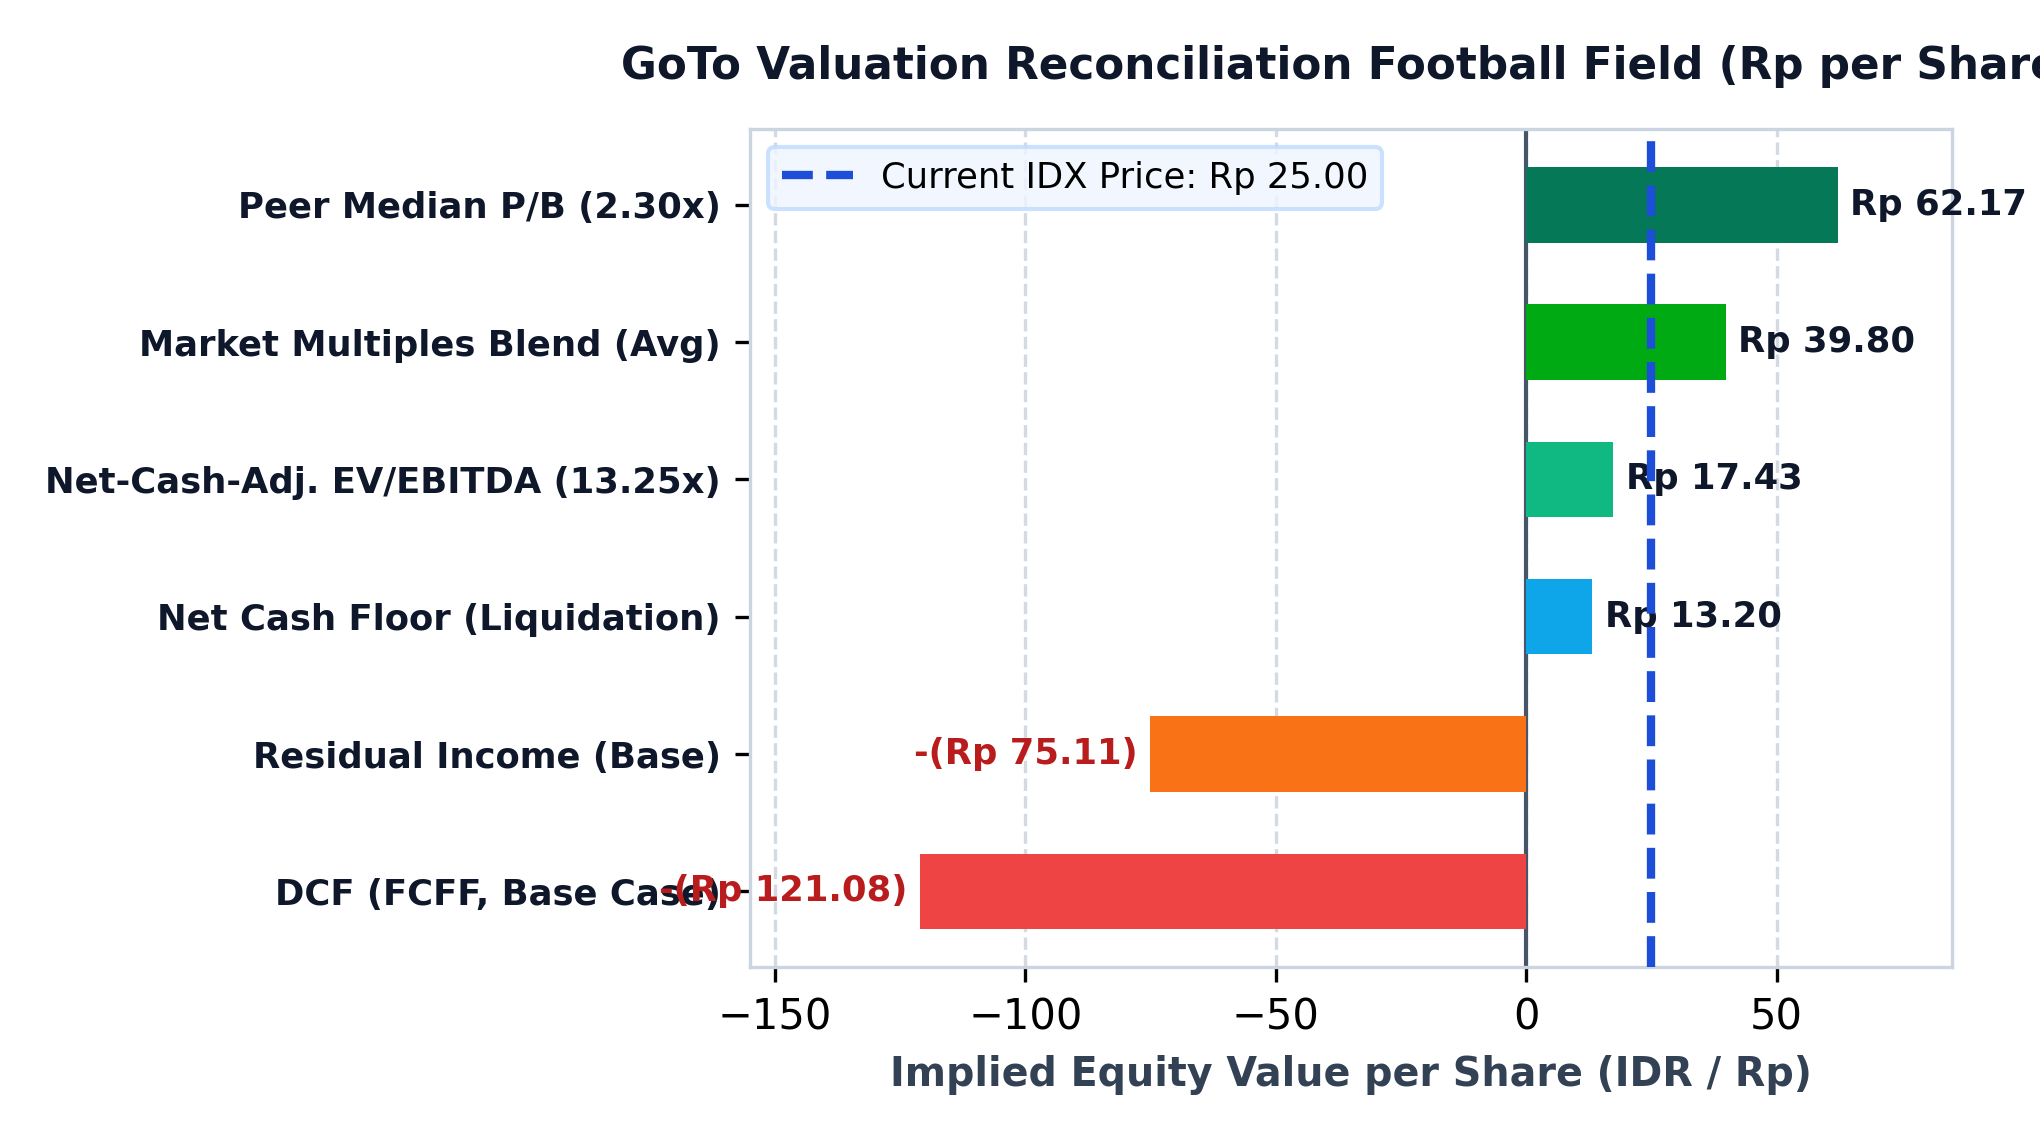 GoTo Valuation Reconciliation Football Field (Rp per Share
Current IDX Price: Rp 25.00
Peer Median P/B (2.30x)
Rp 62.17
Market Multiples Blend (Avg)
Rp 39.80
Net-Cash-Adj. EV/EBITDA (13.25x)
Rp 17.43
Net Cash Floor (Liquidation)
Rp 13.20
Residual Income (Base)
-(Rp 75.11)
DCF (FCFF, Base Case)
-(Rp 121.08)
−150
−100
−50
0
50
Implied Equity Value per Share (IDR / Rp)